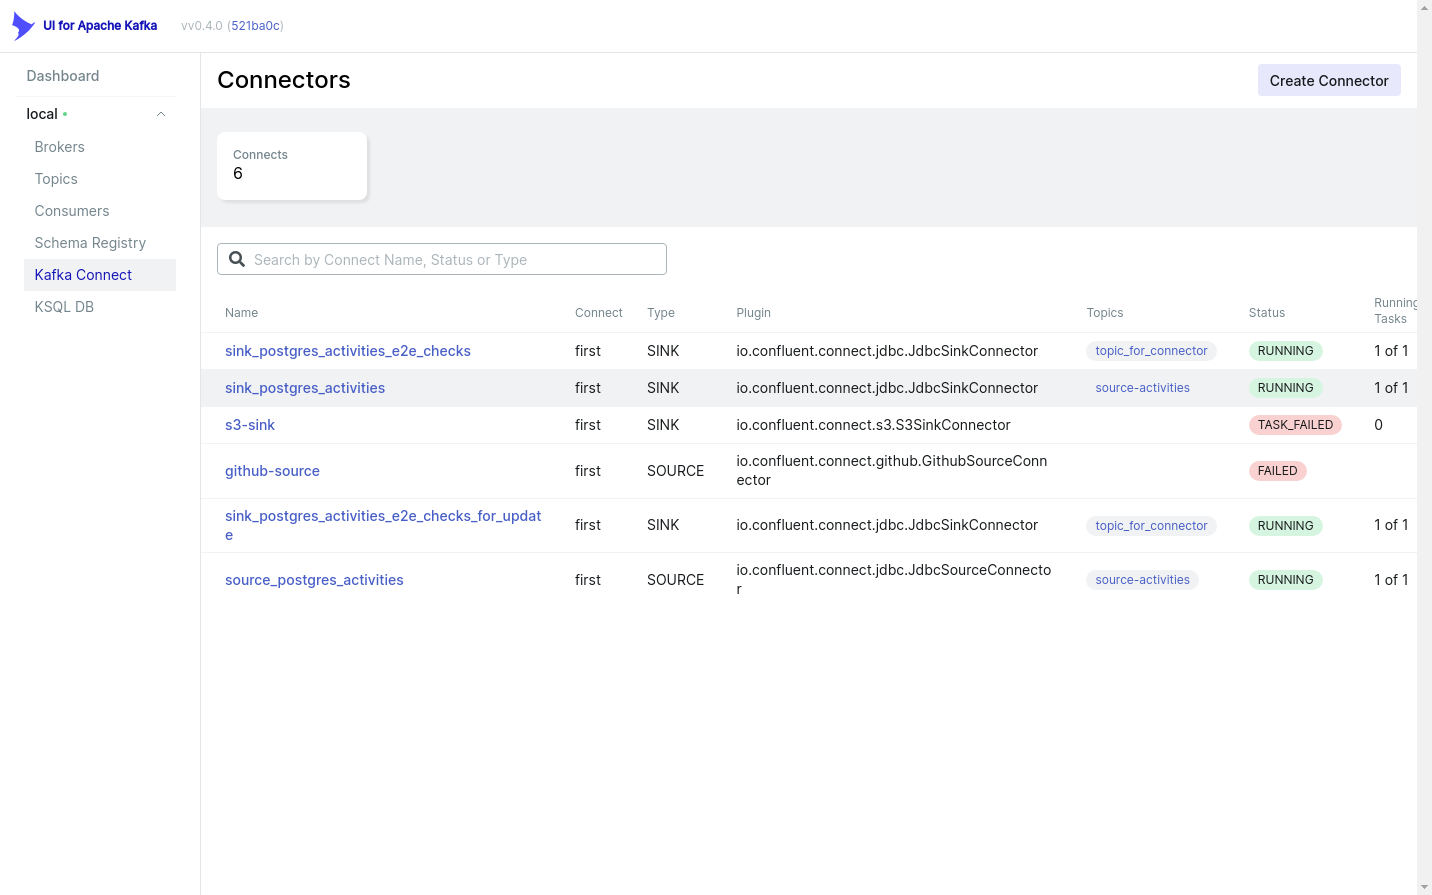 UI for Apache Kafka vv0.4.0 (521ba0c)
Dashboard
local
Brokers
Topics
Consumers
Schema Registry
Kafka Connect
KSQL DB
Connectors
Create Connector
Connects
6
Search by Connect Name, Status or Type
Name Connect Type Plugin Topics Status Running
Tasks
sink_postgres_activities_e2e_checks first SINK io.confluent.connect.jdbc.JdbcSinkConnector topic_for_connector RUNNING 1 of 1
sink_postgres_activities first SINK io.confluent.connect.jdbc.JdbcSinkConnector source-activities RUNNING 1 of 1
s3-sink first SINK io.confluent.connect.s3.S3SinkConnector TASK_FAILED 0
github-source first SOURCE io.confluent.connect.github.GithubSourceConn
ector FAILED
sink_postgres_activities_e2e_checks_for_updat
e first SINK io.confluent.connect.jdbc.JdbcSinkConnector topic_for_connector RUNNING 1 of 1
source_postgres_activities first SOURCE io.confluent.connect.jdbc.JdbcSourceConnecto
r source-activities RUNNING 1 of 1